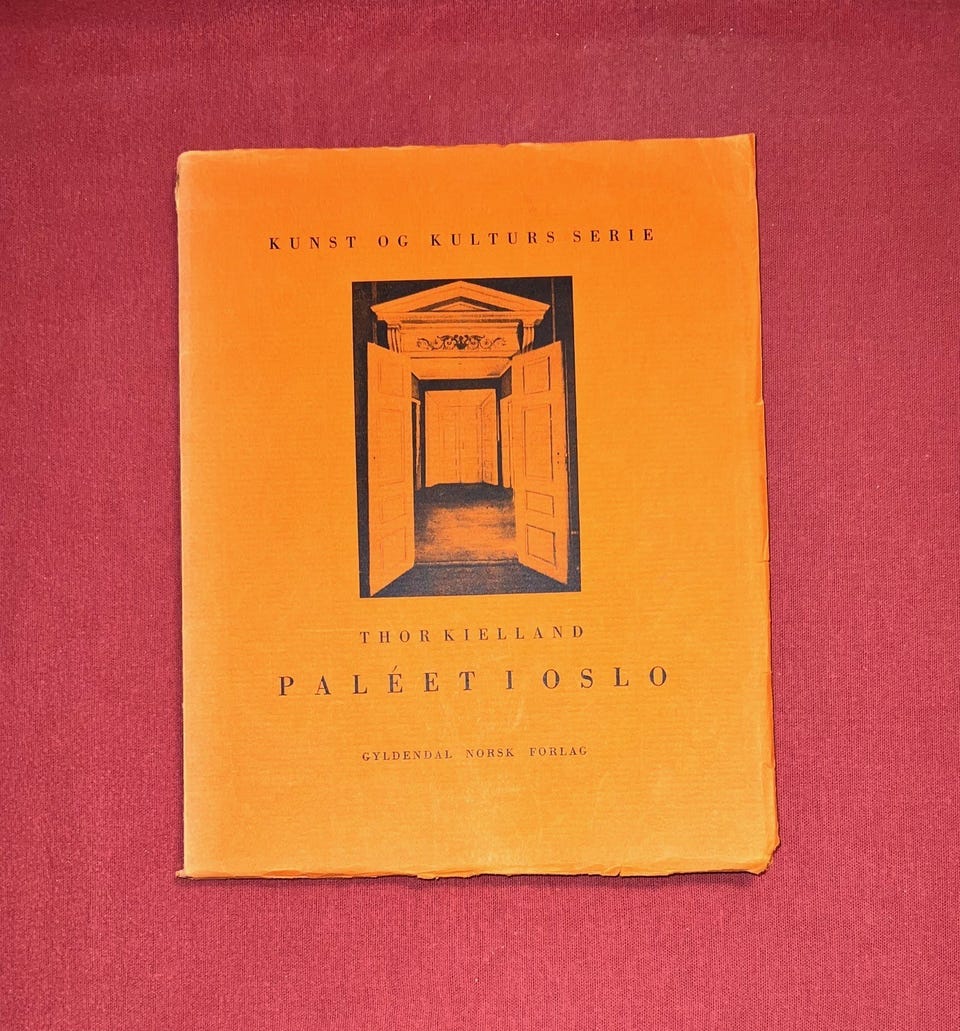 KUNST OG KULTURS SERIE
THOR KIELLAND
PALÉET I OSLO
GYLDENDAL NORSK FORLAG